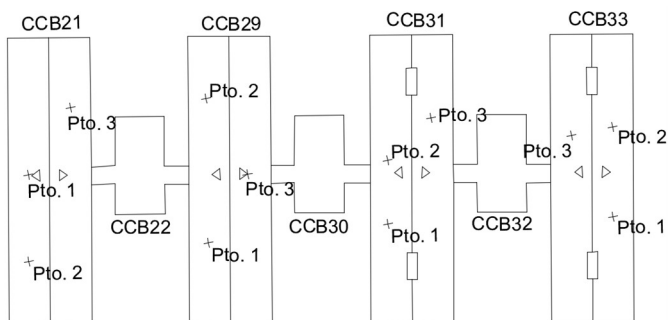 CCB21
CCB29
CCB31
CCB33
Pto. 2
Pto. 3
Pto. 3
Pto. 2
Pto. 2
Pto. 3
Pto. 1
Pto. 3
CCB22
CCB30
CCB32
Pto. 1
Pto. 1
Pto. 1
Pto. 2